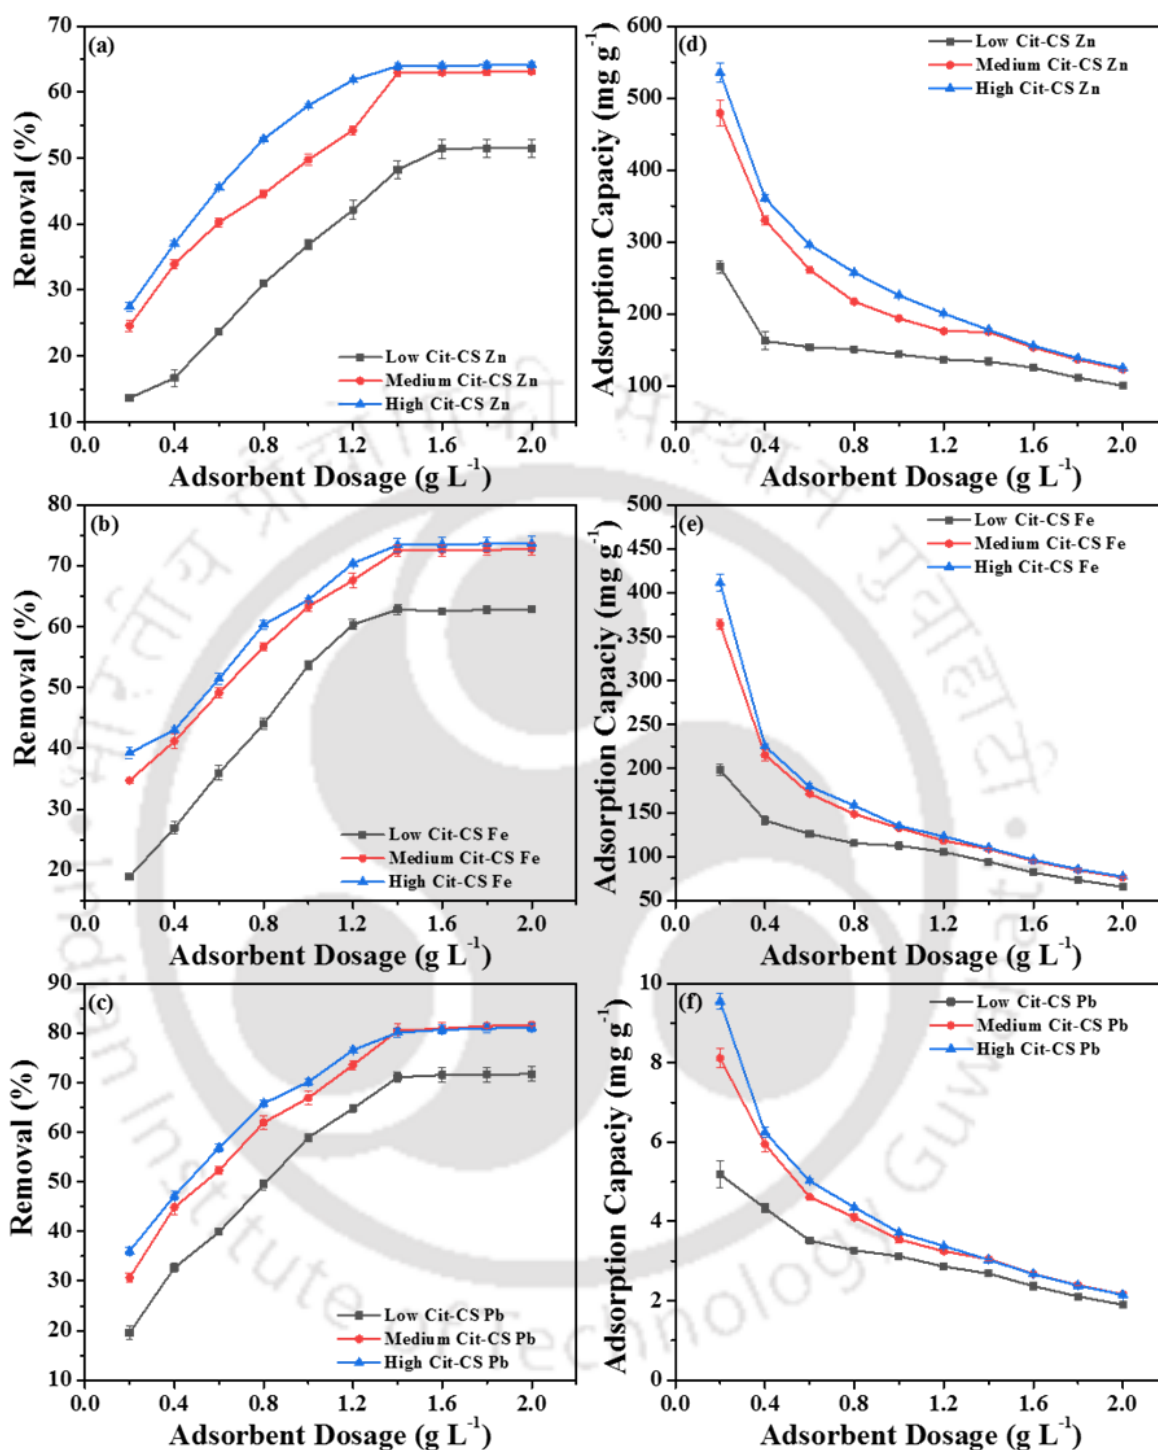 (a)
70
60
50
40
30
20
10
Removal (%)
Low Cit-CS Zn
Medium Cit-CS Zn
High Cit-CS Zn
0.0 0.4 0.8 1.2 1.6 2.0
Adsorbent Dosage (g L⁻¹)
(d)
600
500
400
300
200
100
Adsorption Capaciy (mg g⁻¹)
Low Cit-CS Zn
Medium Cit-CS Zn
High Cit-CS Zn
0.0 0.4 0.8 1.2 1.6 2.0
Adsorbent Dosage (g L⁻¹)
(b)
80
70
60
50
40
30
20
Removal (%)
Low Cit-CS Fe
Medium Cit-CS Fe
High Cit-CS Fe
0.0 0.4 0.8 1.2 1.6 2.0
Adsorbent Dosage (g L⁻¹)
(e)
500
450
400
350
300
250
200
150
100
50
Adsorption Capaciy (mg g⁻¹)
Low Cit-CS Fe
Medium Cit-CS Fe
High Cit-CS Fe
0.0 0.4 0.8 1.2 1.6 2.0
Adsorbent Dosage (g L⁻¹)
(c)
90
80
70
60
50
40
30
20
10
Removal (%)
Low Cit-CS Pb
Medium Cit-CS Pb
High Cit-CS Pb
0.0 0.4 0.8 1.2 1.6 2.0
Adsorbent Dosage (g L⁻¹)
(f)
10
8
6
4
2
0
Adsorption Capaciy (mg g⁻¹)
Low Cit-CS Pb
Medium Cit-CS Pb
High Cit-CS Pb
0.0 0.4 0.8 1.2 1.6 2.0
Adsorbent Dosage (g L⁻¹)
भारतीय प्रौद्योगिकी संस्थान गुवाहाटी
Indian Institute of Technology Guwahati